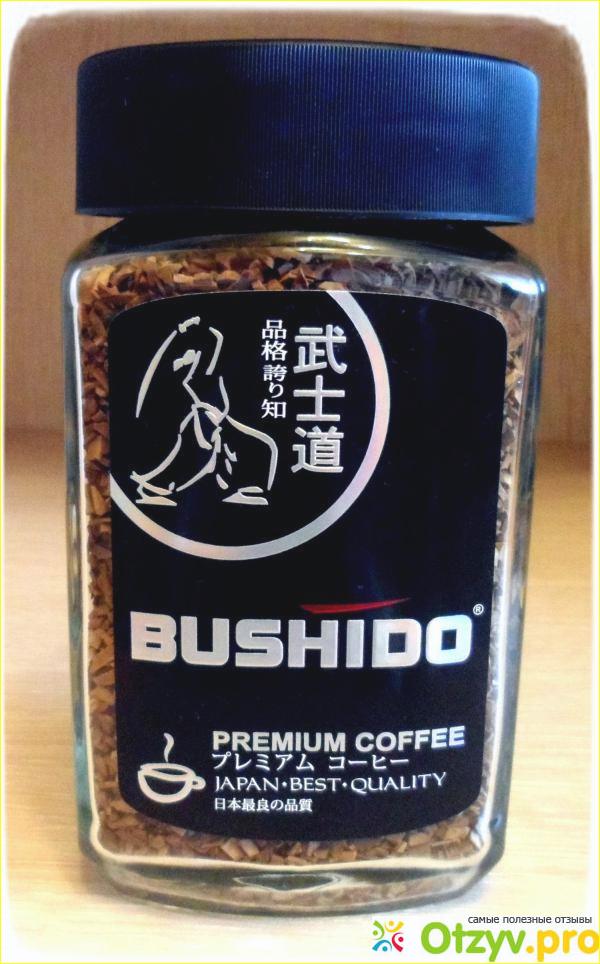 武士道
品格 誇り 知
BUSHIDO®
PREMIUM COFFEE
プレミアム コーヒー
JAPAN·BEST·QUALITY
日本最良の品質
самые полезные отзывы
Otzyv.pro